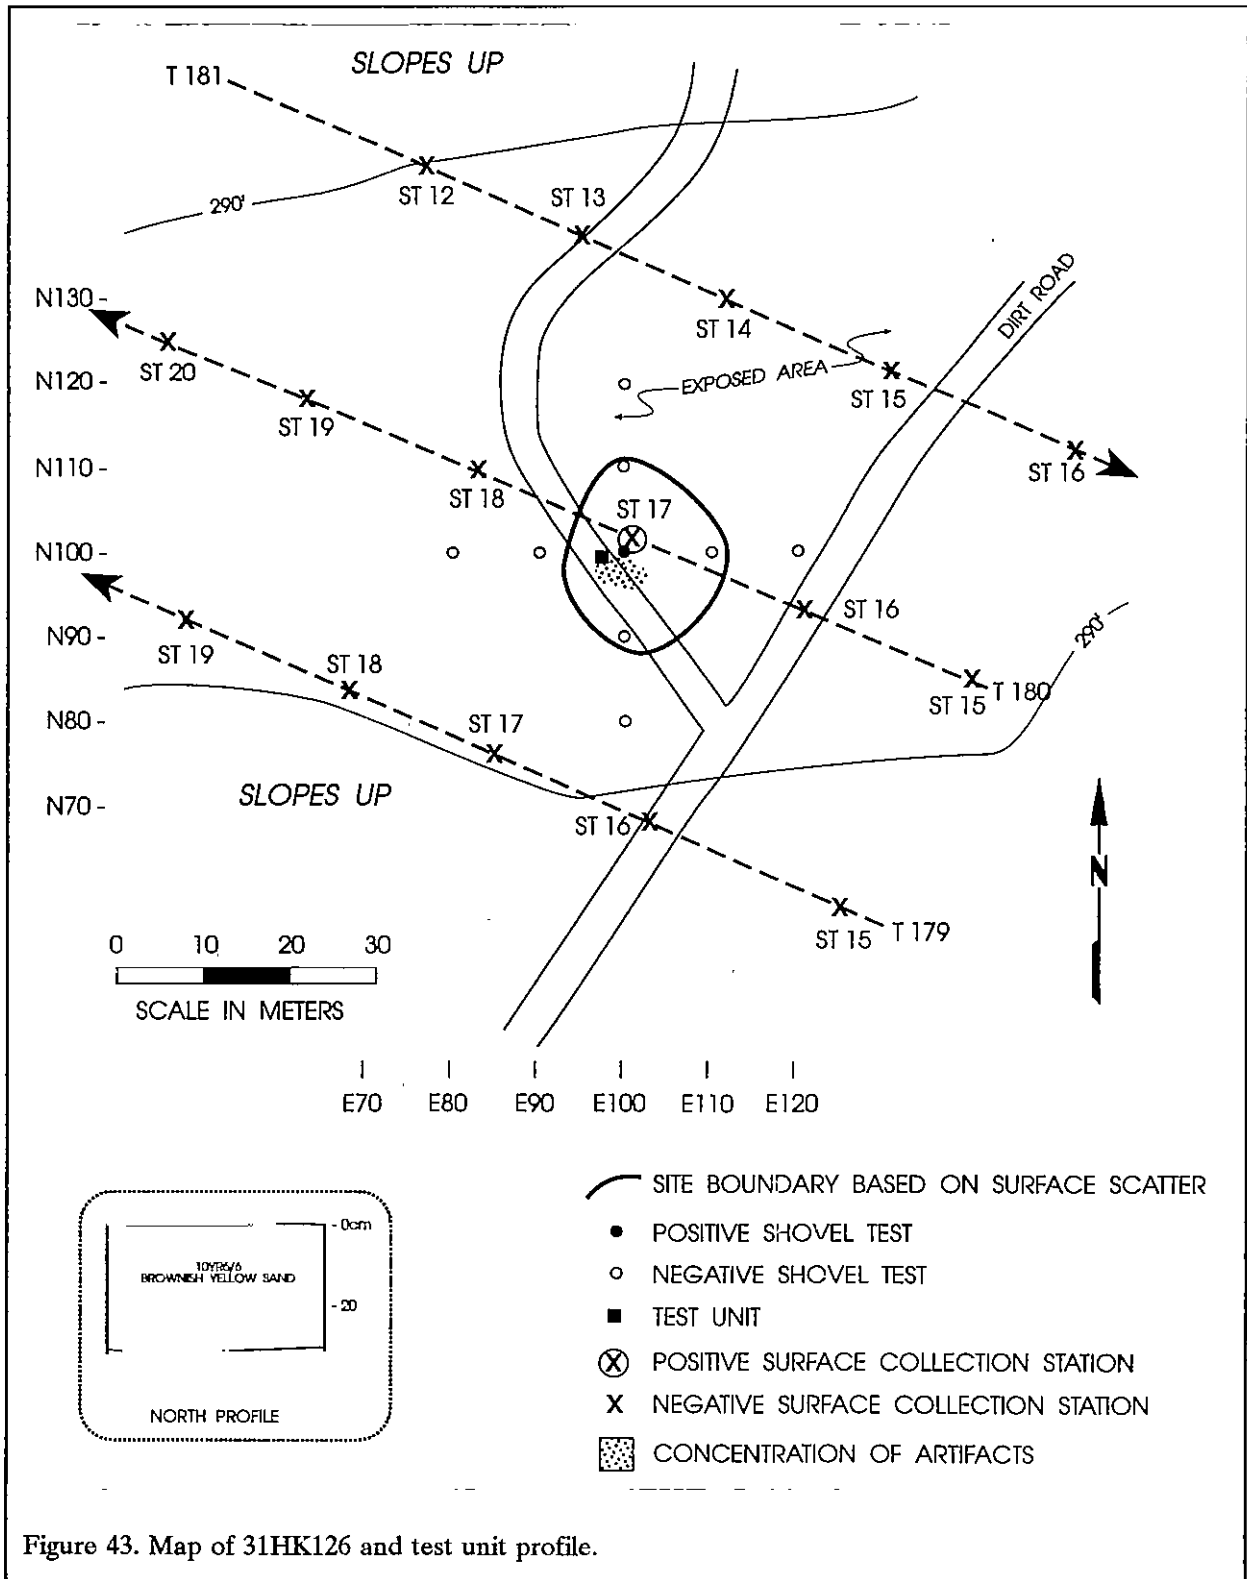 SLOPES UP
T 181
ST 12
ST 13
290'
N130 -
ST 14
DIRT ROAD
ST 20
N120 -
EXPOSED AREA
ST 15
ST 19
N110 -
ST 18
ST 16
ST 17
N100 -
ST 16
290'
N90 -
ST 19
ST 18
ST 15
T 180
N80 -
ST 17
SLOPES UP
N70 -
ST 16
N
ST 15
T 179
0 10 20 30
SCALE IN METERS
E70 E80 E90 E100 E110 E120
SITE BOUNDARY BASED ON SURFACE SCATTER
POSITIVE SHOVEL TEST
NEGATIVE SHOVEL TEST
TEST UNIT
POSITIVE SURFACE COLLECTION STATION
X NEGATIVE SURFACE COLLECTION STATION
CONCENTRATION OF ARTIFACTS
- 0cm
10YR6/6
BROWNISH YELLOW SAND
- 20
NORTH PROFILE
Figure 43. Map of 31HK126 and test unit profile.